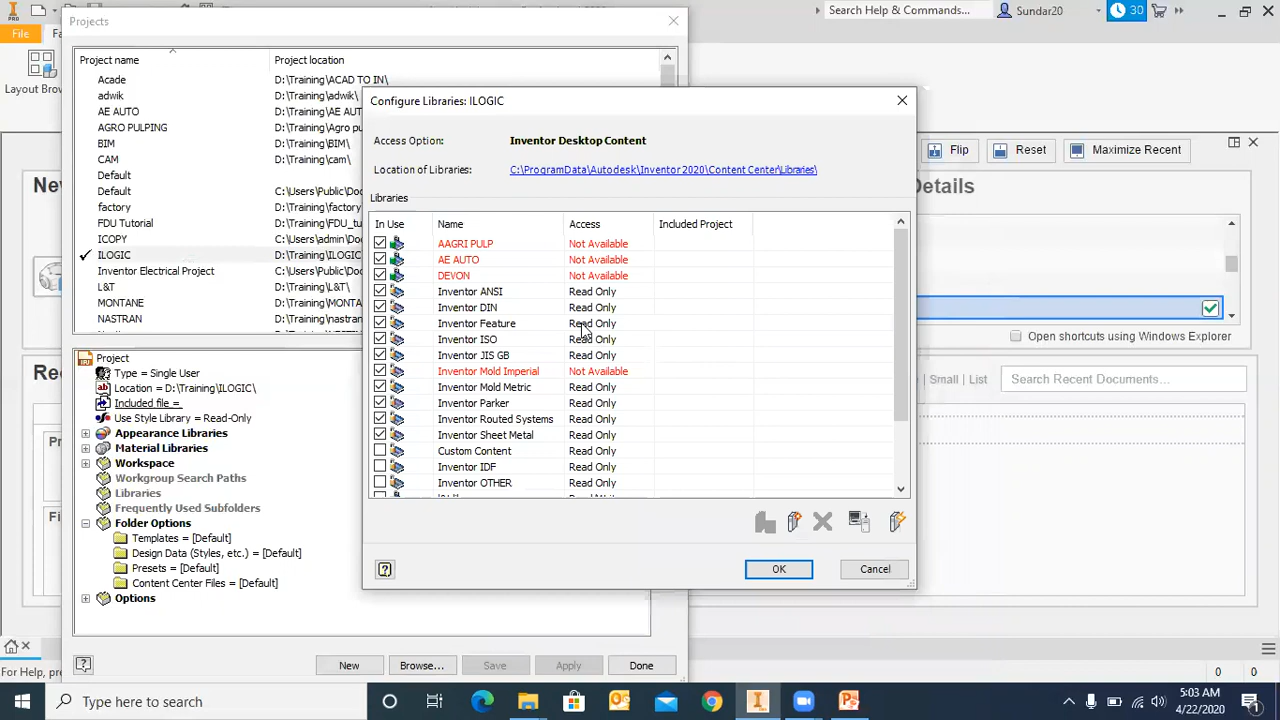 Projects
Search Help & Commands...
Sundar20
30
File
Layout Brow
Project name
Project location
Acade
D:\Training\ACAD TO IN\
adwik
D:\Training\adwik\
AE AUTO
D:\Training\AE AUT
AGRO PULPING
D:\Training\Agro pu
BIM
D:\Training\BIM\
CAM
D:\Training\cam\
Default
Default
C:\Users\Public\Doc
factory
D:\Training\factory
FDU Tutorial
D:\Training\FDU_tu
ICOPY
C:\Users\admin\Doc
ILOGIC
D:\Training\ILOGIC
Inventor Electrical Project
C:\Users\Public\Doc
L&T
D:\Training\L&T\
MONTANE
D:\Training\MONTA
NASTRAN
D:\Training\NASTR
Project
Type = Single User
Location = D:\Training\ILOGIC\
Included file =
Use Style Library = Read-Only
Appearance Libraries
Material Libraries
Workspace
Workgroup Search Paths
Libraries
Frequently Used Subfolders
Folder Options
Templates = [Default]
Design Data (Styles, etc.) = [Default]
Presets = [Default]
Content Center Files = [Default]
Options
New
Browse...
Save
Apply
Done
Configure Libraries: ILOGIC
Access Option:
Inventor Desktop Content
Location of Libraries:
C:\ProgramData\Autodesk\Inventor 2020\Content Center\Libraries\
Libraries
In Use
Name
Access
Included Project
AAGRI PULP
Not Available
AE AUTO
Not Available
DEVON
Not Available
Inventor ANSI
Read Only
Inventor DIN
Read Only
Inventor Feature
Read Only
Inventor ISO
Read Only
Inventor JIS GB
Read Only
Inventor Mold Imperial
Not Available
Inventor Mold Metric
Read Only
Inventor Parker
Read Only
Inventor Routed Systems
Read Only
Inventor Sheet Metal
Read Only
Custom Content
Read Only
Inventor IDF
Read Only
Inventor OTHER
Read Only
OK
Cancel
Flip
Reset
Maximize Recent
Details
Open shortcuts using Windows Explorer
Small
List
Search Recent Documents...
For Help, pre
0
0
Type here to search
5:03 AM
4/22/2020